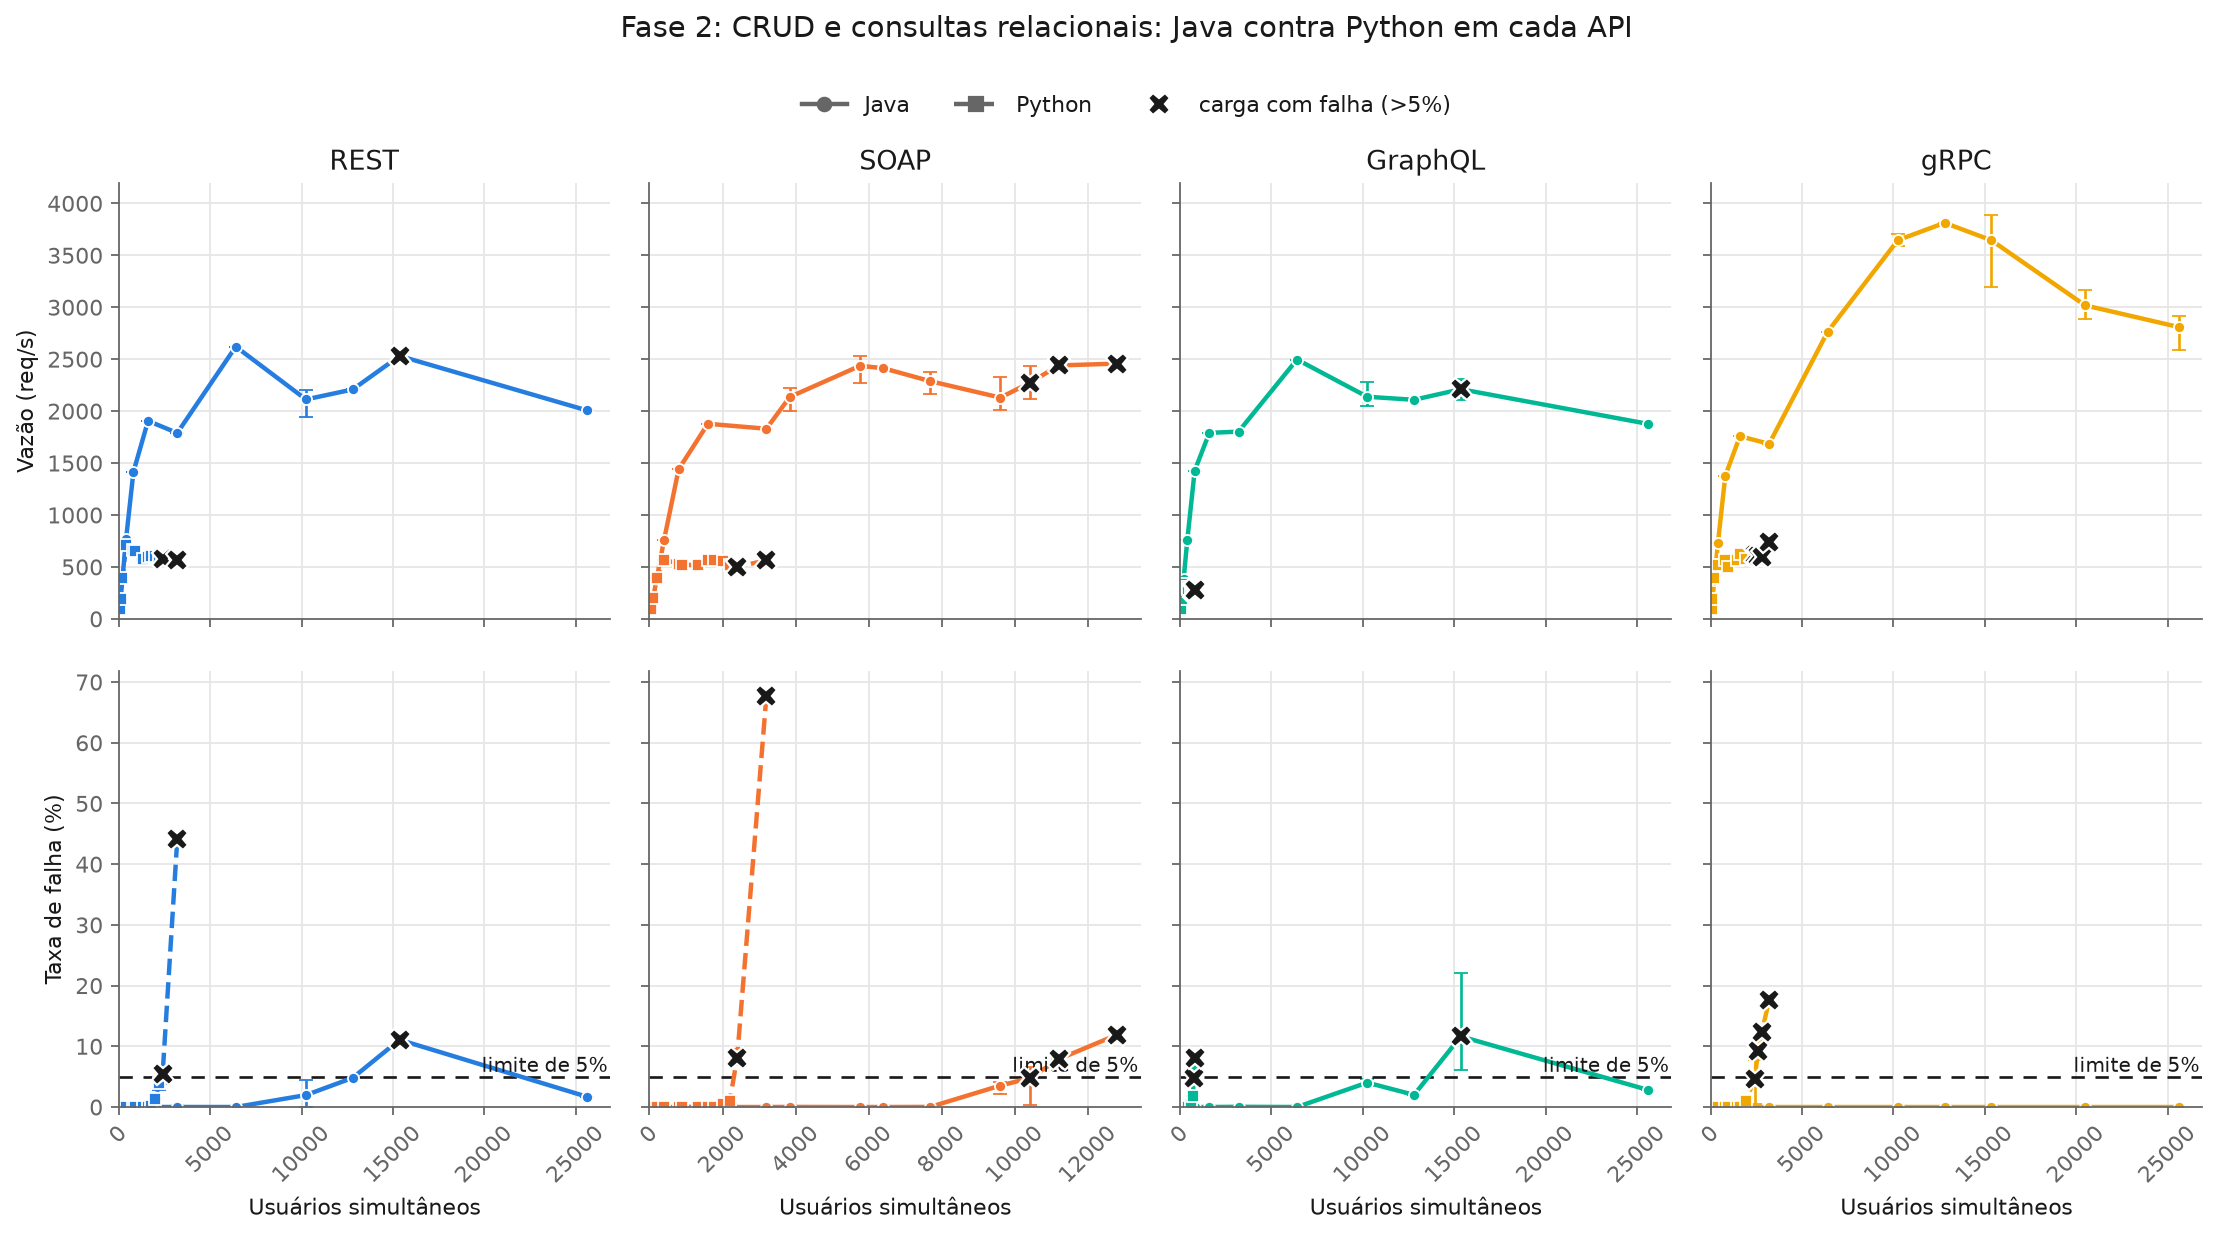 Fase 2: CRUD e consultas relacionais: Java contra Python em cada API
Java
Python
carga com falha (>5%)
REST
SOAP
GraphQL
gRPC
Vazão (req/s)
4000
3500
3000
2500
2000
1500
1000
500
0
Taxa de falha (%)
70
60
50
40
30
20
10
0
limite de 5%
limite de 5%
limite de 5%
limite de 5%
0
5000
10000
15000
20000
25000
0
2000
4000
6000
8000
10000
12000
0
5000
10000
15000
20000
25000
0
5000
10000
15000
20000
25000
Usuários simultâneos
Usuários simultâneos
Usuários simultâneos
Usuários simultâneos